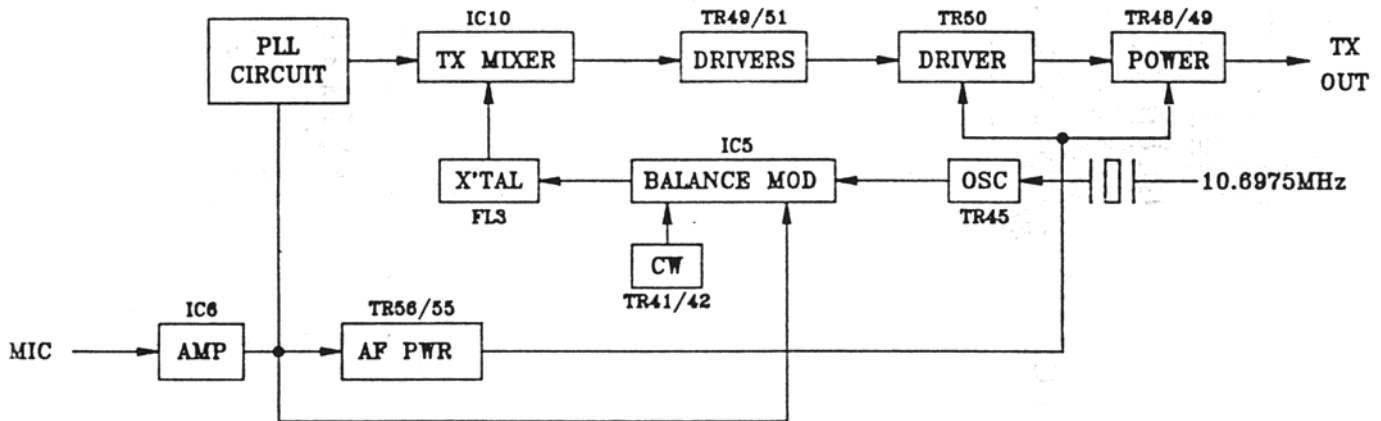 IC10
TR49/51
TR50
TR48/49
PLL
CIRCUIT
TX MIXER
DRIVERS
DRIVER
POWER
TX
OUT
IC5
X'TAL
BALANCE MOD
OSC
10.6975MHz
FL3
TR45
CW
TR41/42
IC6
TR56/55
MIC
AMP
AF PWR